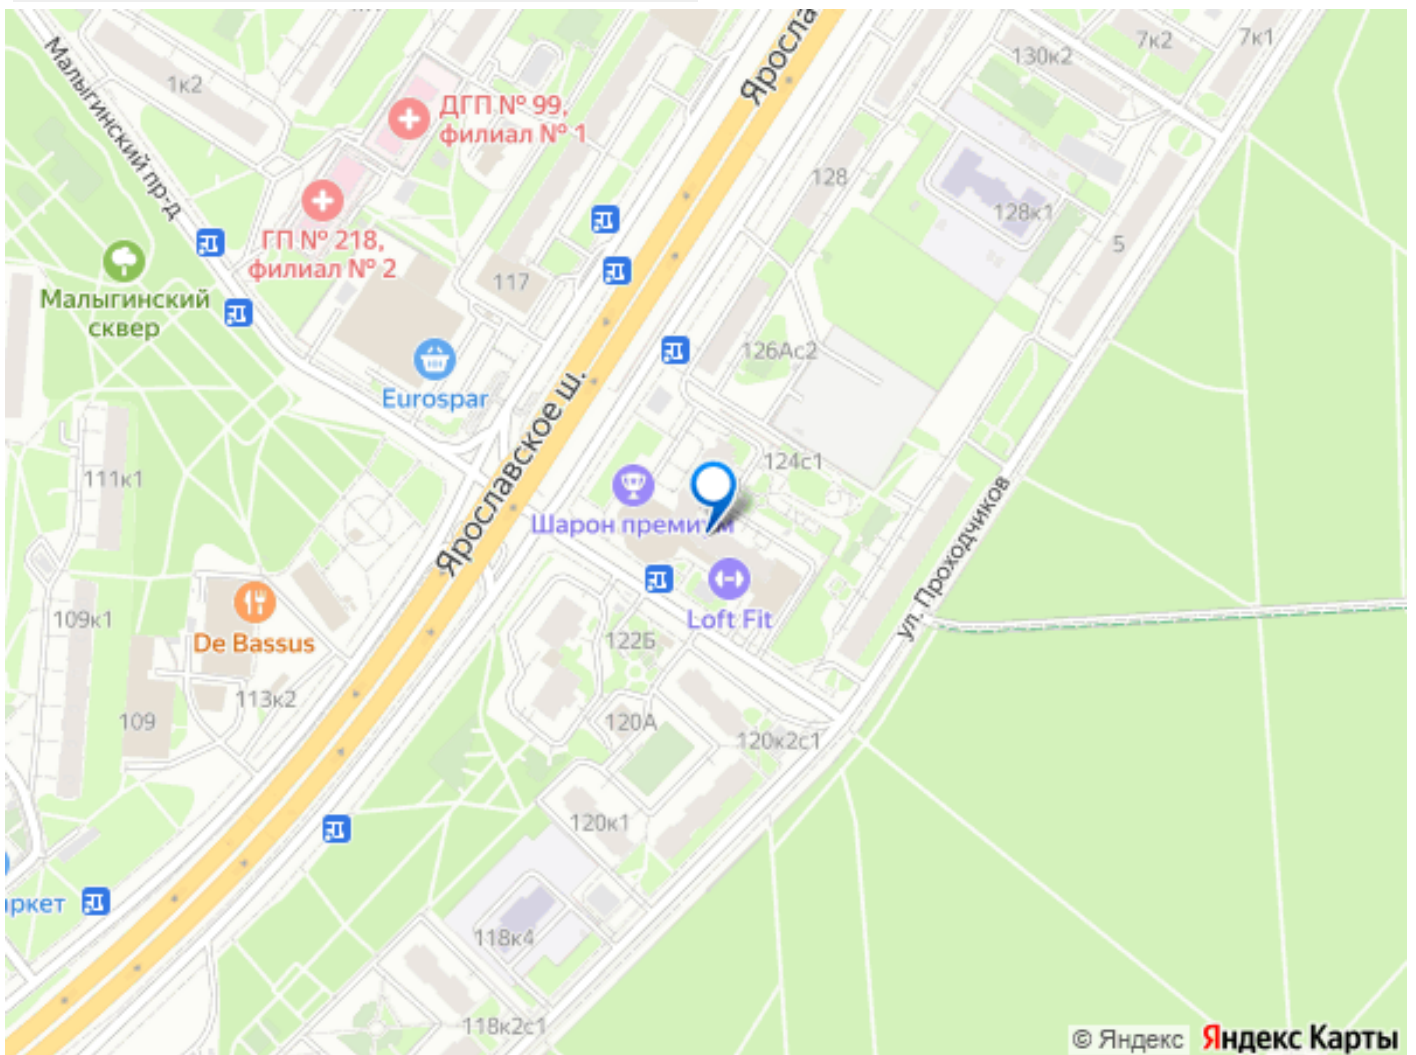 Яросла
7к2
7к1
130к2
Малыгинский пр-д
1к2
ДГП № 99,
филиал № 1
128
128к1
5
ГП № 218,
филиал № 2
117
Малыгинский
сквер
126Ас2
Eurospar
Ярославское ш.
124с1
111к1
Шарон премиум
ул. Проходчиков
Loft Fit
109к1
De Bassus
122Б
113к2
109
120А
120к2с1
120к1
аркет
118к4
118к2с1
© Яндекс Яндекс Карты